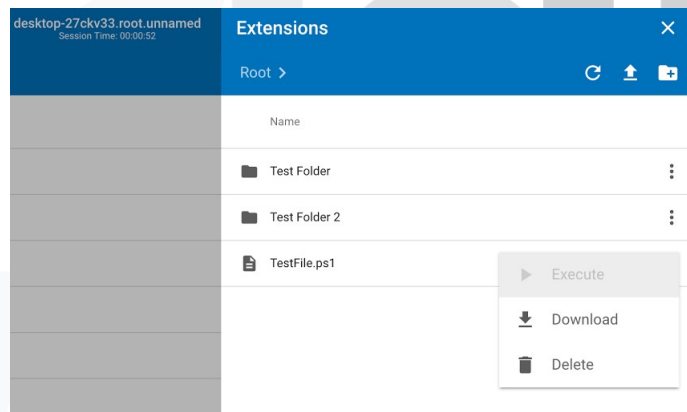 desktop-27ckv33.root.unnamed
Session Time: 00:00:52
Extensions
Root >
Name
Test Folder
Test Folder 2
TestFile.ps1
Execute
Download
Delete